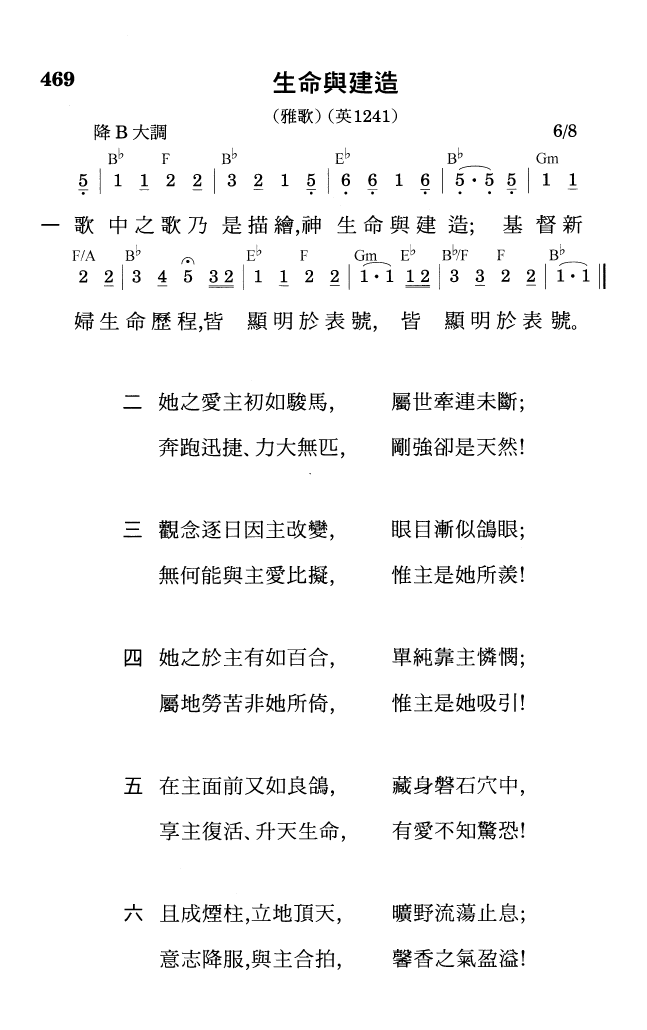 469
生命與建造
（雅歌）（英1241）
降 B 大調 6/8
B♭ F B♭ E♭ B♭ Gm
5̣ | 1 1 2 2 | 3 2 1 5̣ | 6̣ 6̣ 1 6̣ | 5̣ · 5̣ 5̣ | 1 1
一 歌 中之歌乃 是描繪,神 生命與建 造; 基 督新
F/A B♭ E♭ F Gm E♭ B♭/F F B♭
2 2 | 3 4 5 3 2 | 1 1 2 2 | 1 · 1 1 2 | 3 3 2 2 | 1 · 1 ||
婦生命歷程,皆 顯明於表號, 皆 顯明於表號。
二 她之愛主初如駿馬, 屬世牽連未斷;
奔跑迅捷、力大無匹, 剛強卻是天然!
三 觀念逐日因主改變, 眼目漸似鴿眼;
無何能與主愛比擬, 惟主是她所羨!
四 她之於主有如百合, 單純靠主憐憫;
屬地勞苦非她所倚, 惟主是她吸引!
五 在主面前又如良鴿, 藏身磐石穴中,
享主復活、升天生命, 有愛不知驚恐!
六 且成煙柱,立地頂天, 曠野流蕩止息;
意志降服,與主合拍, 馨香之氣盈溢!